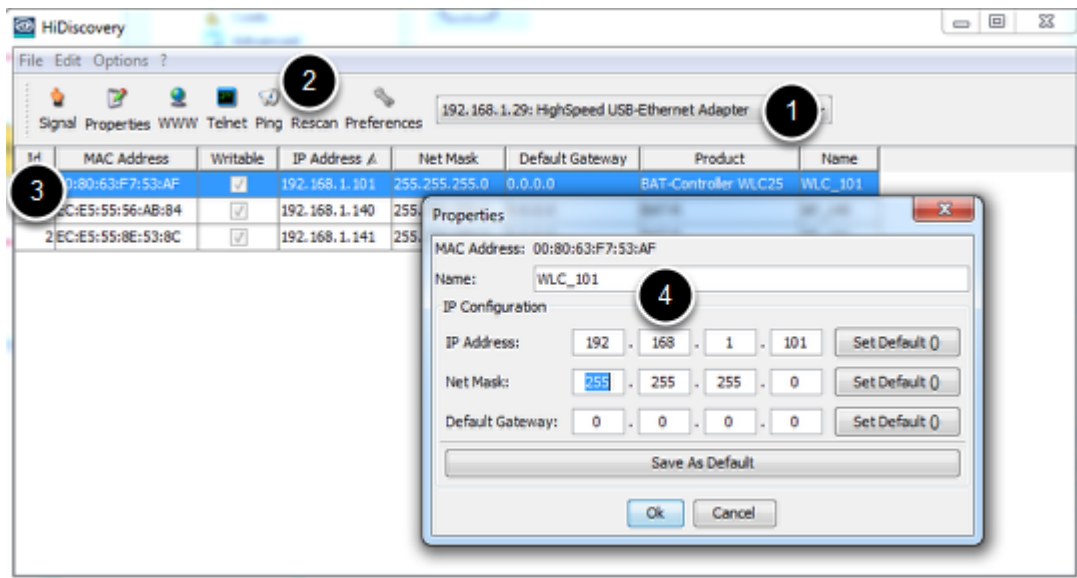 HiDiscovery
File Edit Options ?
2
Signal Properties WWW Telnet Ping Rescan Preferences
192.168.1.29: HighSpeed USB-Ethernet Adapter
1
Id MAC Address Writable IP Address Net Mask Default Gateway Product Name
3
0:80:63:F7:53:AF 192.168.1.101 255.255.255.0 0.0.0.0 BAT-Controller WLC25 WLC_101
EC:E5:55:56:AB:84 192.168.1.140 255.
2 EC:E5:55:8E:53:8C 192.168.1.141 255.
Properties
MAC Address: 00:80:63:F7:53:AF
Name: WLC_101
4
IP Configuration
IP Address: 192 . 168 . 1 . 101 Set Default ()
Net Mask: 255 . 255 . 255 . 0 Set Default ()
Default Gateway: 0 . 0 . 0 . 0 Set Default ()
Save As Default
Ok Cancel